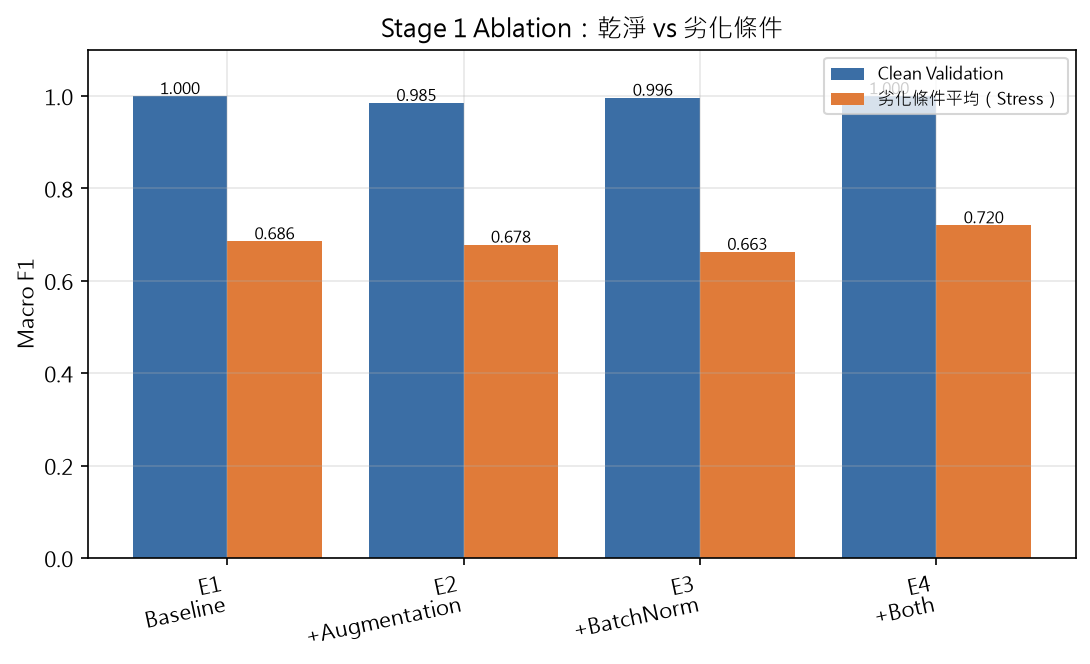 Stage 1 Ablation：乾淨 vs 劣化條件
Clean Validation
劣化條件平均（Stress）
1.000
0.985
0.996
1.000
0.686
0.678
0.663
0.720
Macro F1
1.0
0.8
0.6
0.4
0.2
0.0
E1
Baseline
E2
+Augmentation
E3
+BatchNorm
E4
+Both